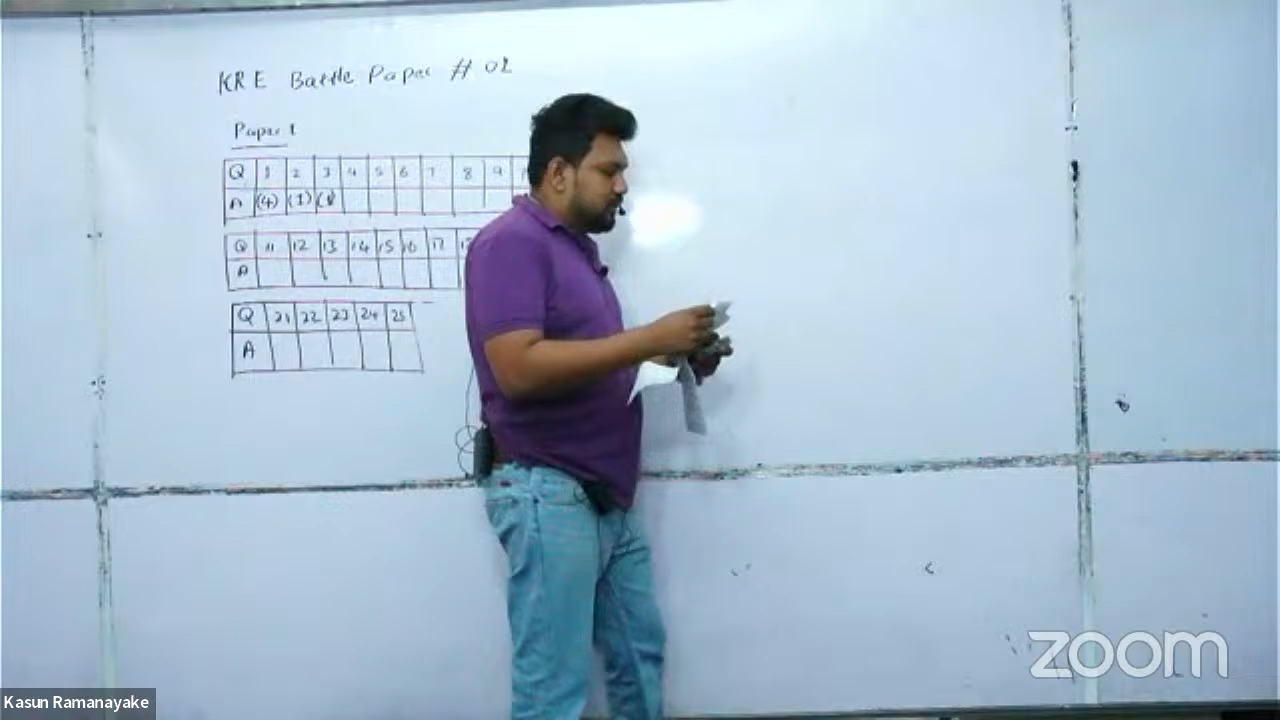 KRE Battle Paper # 02
Paper 1
Q 1 2 3 4 5 6 7 8 9
A (4) (1)
Q 11 12 13 14 15 16 17
A
Q 21 22 23 24 25
A
zoom
Kasun Ramanayake